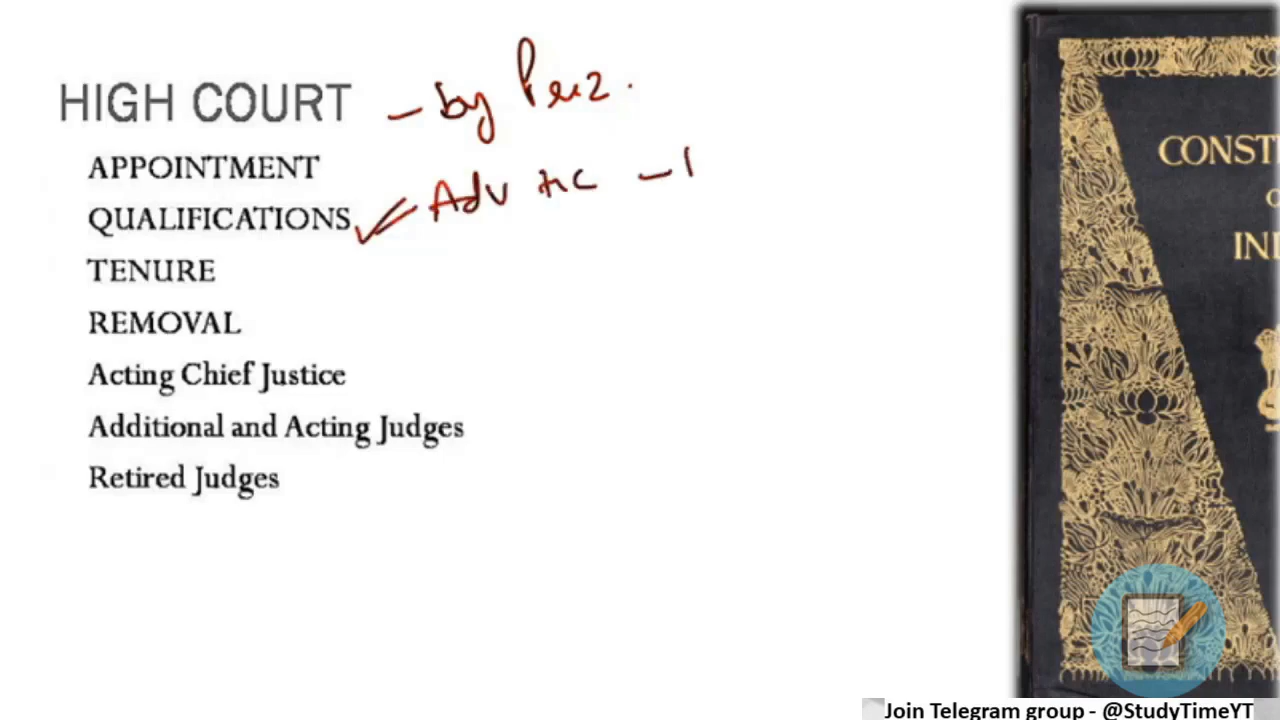 HIGH COURT - by Prez.
APPOINTMENT
QUALIFICATIONS Adv HC - 1
TENURE
REMOVAL
Acting Chief Justice
Additional and Acting Judges
Retired Judges
CONST
O
INI
Join Telegram group - @StudyTimeYT